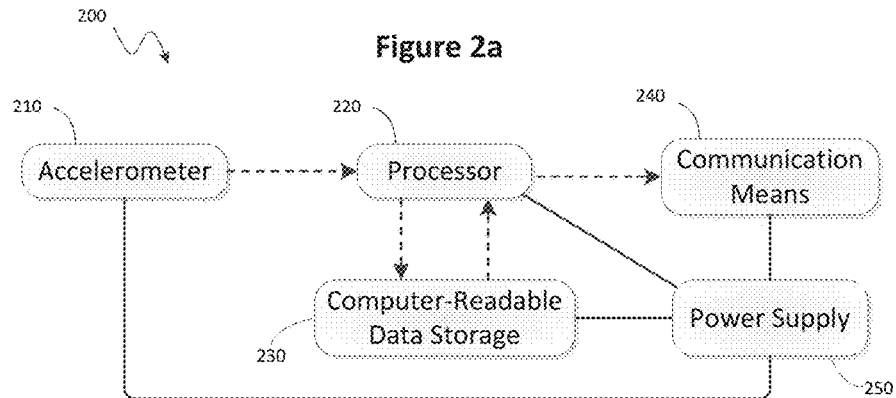 200
Figure 2a
210
220
240
Accelerometer
Processor
Communication
Means
Computer-Readable
Data Storage
Power Supply
230
250